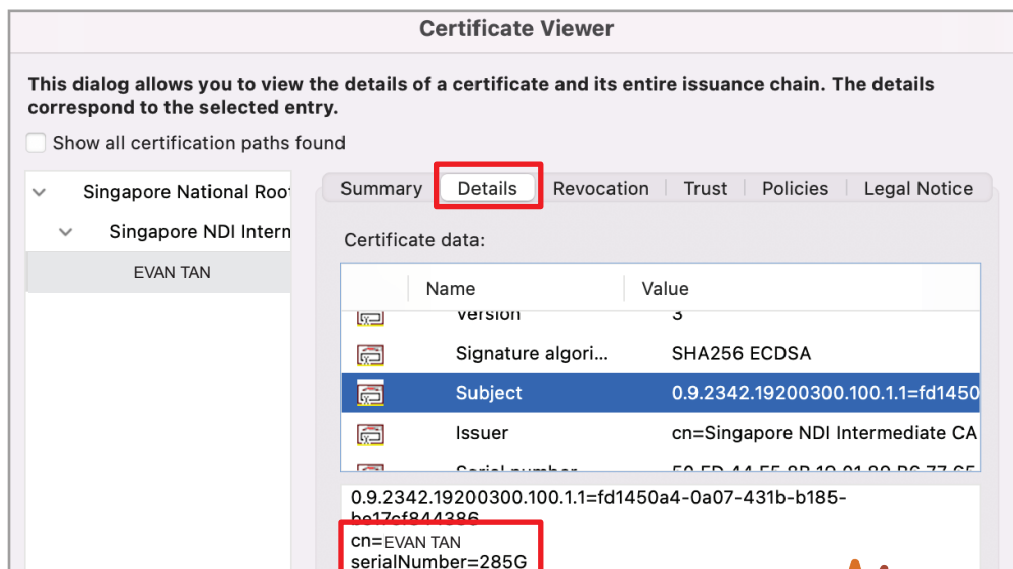 Certificate Viewer
This dialog allows you to view the details of a certificate and its entire issuance chain. The details
correspond to the selected entry.
Show all certification paths found
Singapore National Root
Singapore NDI Intern
EVAN TAN
Summary Details Revocation Trust Policies Legal Notice
Certificate data:
Name Value
Version 3
Signature algori... SHA256 ECDSA
Subject 0.9.2342.19200300.100.1.1=fd1450
Issuer cn=Singapore NDI Intermediate CA
Serial number
0.9.2342.19200300.100.1.1=fd1450a4-0a07-431b-b185-
be17cf844386
cn=EVAN TAN
serialNumber=285G